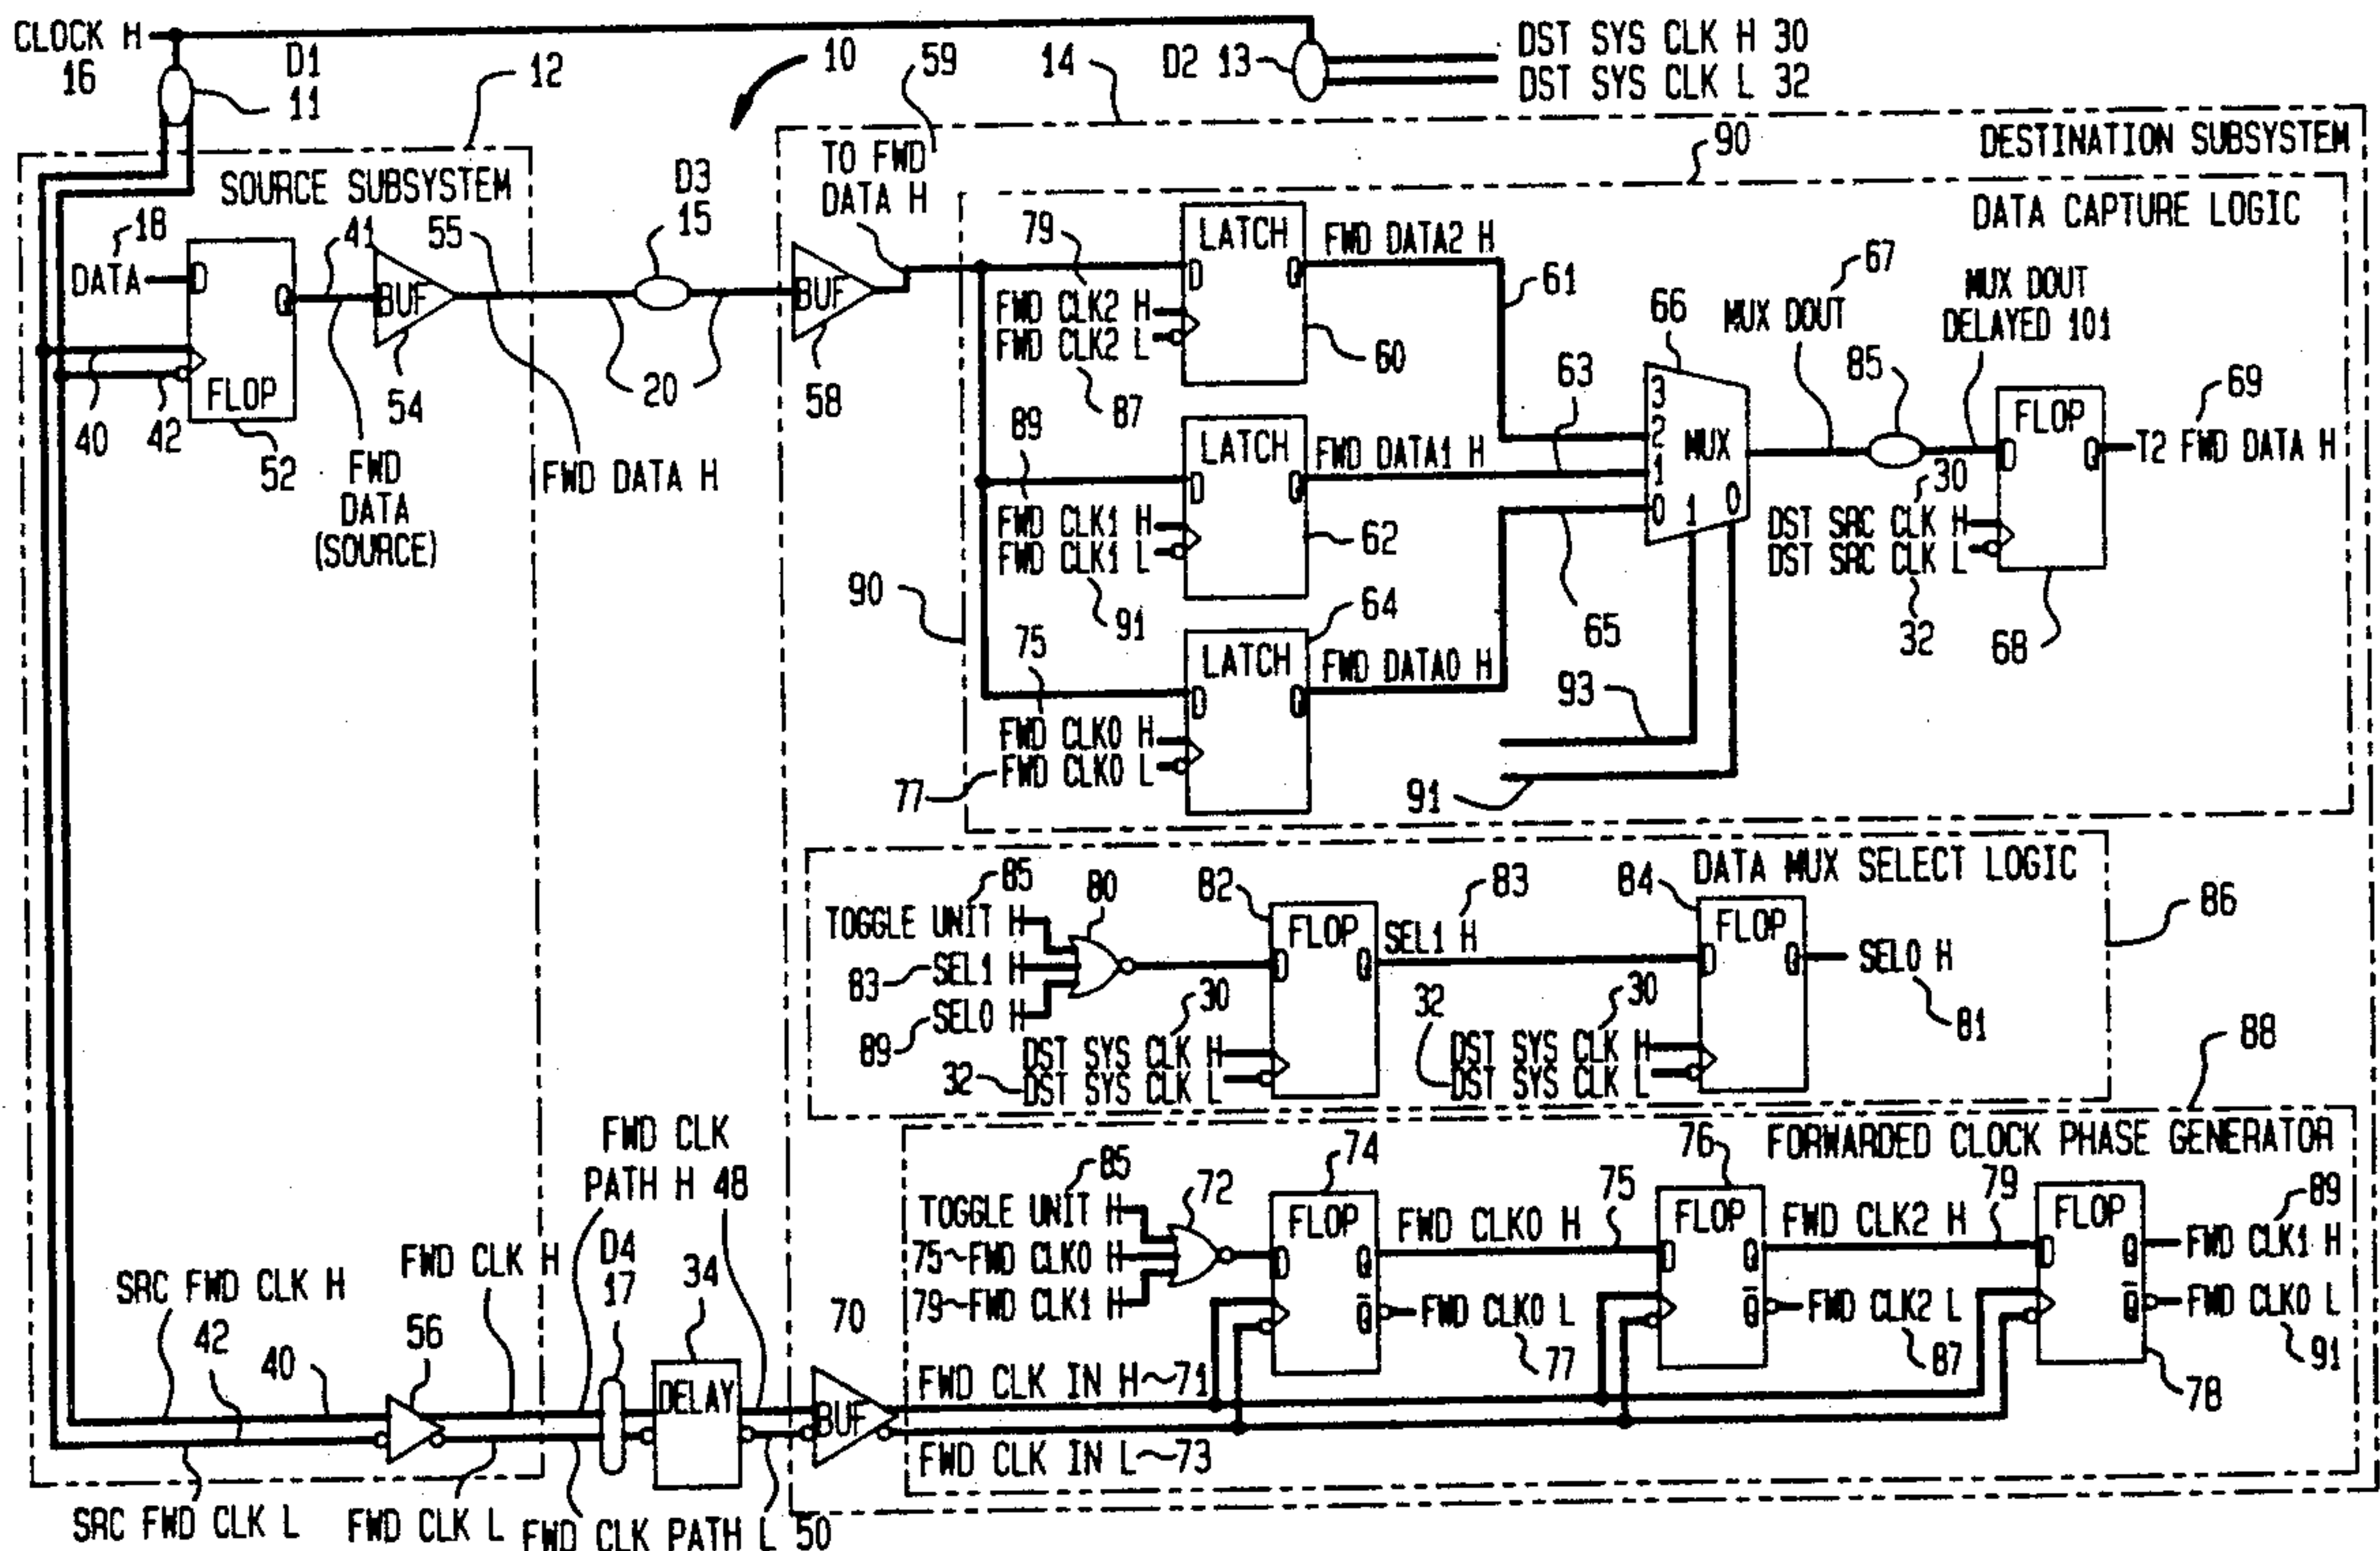 CLOCK H
16
D1
11
12
10
59
14
D2 13
DST SYS CLK H 30
DST SYS CLK L 32
SOURCE SUBSYSTEM
18
DATA
D
Q
FLOP
40
42
52
41
BUF
54
55
FWD
DATA
(SOURCE)
FWD DATA H
D3
15
20
TO FWD
DATA H
BUF
58
90
DESTINATION SUBSYSTEM
DATA CAPTURE LOGIC
90
79
FWD CLK2 H
FWD CLK2 L
87
LATCH
D
Q
60
FWD DATA2 H
61
89
FWD CLK1 H
FWD CLK1 L
91
LATCH
D
Q
62
FWD DATA1 H
63
75
FWD CLK0 H
77
FWD CLK0 L
LATCH
D
Q
64
FWD DATA0 H
65
66
3
2
1
0
MUX
1
0
93
91
67
MUX DOUT
MUX DOUT
DELAYED 101
85
30
DST SRC CLK H
DST SRC CLK L
32
FLOP
D
Q
68
69
T2 FWD DATA H
DATA MUX SELECT LOGIC
86
85
TOGGLE UNIT H
83
SEL1 H
SEL0 H
89
80
82
FLOP
D
Q
30
DST SYS CLK H
32
DST SYS CLK L
SEL1 H
83
84
FLOP
D
Q
30
32
DST SYS CLK H
DST SYS CLK L
SEL0 H
81
88
FORWARDED CLOCK PHASE GENERATOR
85
TOGGLE UNIT H
75~FWD CLK0 H
79~FWD CLK1 H
72
74
FLOP
D
Q
Q̅
FWD CLK0 H
75
FWD CLK0 L
77
76
FLOP
D
Q
Q̅
FWD CLK2 H
79
FWD CLK2 L
87
FLOP
D
Q
Q̅
89
FWD CLK1 H
FWD CLK0 L
91
78
FWD CLK IN H~71
FWD CLK IN L~73
SRC FWD CLK H
42
40
56
FWD CLK H
FWD CLK
PATH H 48
D4
17
34
DELAY
70
BUF
SRC FWD CLK L
FWD CLK L
FWD CLK PATH L 50